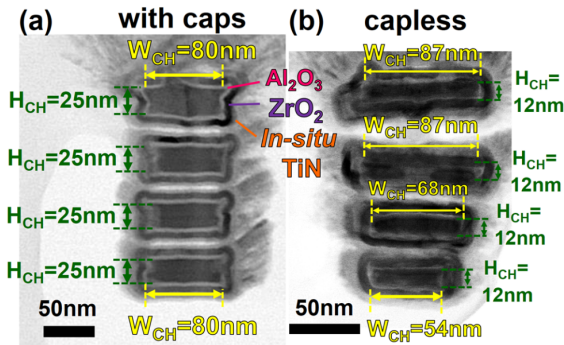 (a) with caps
W_CH=80nm
Al₂O₃
ZrO₂
In-situ
TiN
H_CH=25nm
H_CH=25nm
H_CH=25nm
H_CH=25nm
50nm
W_CH=80nm
(b) capless
W_CH=87nm
H_CH=
12nm
W_CH=87nm
H_CH=
12nm
W_CH=68nm
H_CH=
12nm
H_CH=
12nm
50nm
W_CH=54nm